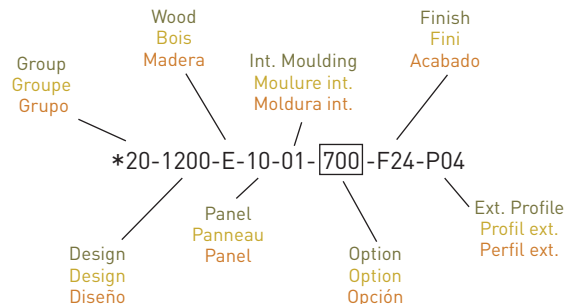 Wood
Bois
Madera
Finish
Fini
Acabado
Group
Groupe
Grupo
Int. Moulding
Moulure int.
Moldura int.
*20-1200-E-10-01- 700 -F24-P04
Design
Design
Diseño
Panel
Panneau
Panel
Option
Option
Opción
Ext. Profile
Profil ext.
Perfil ext.